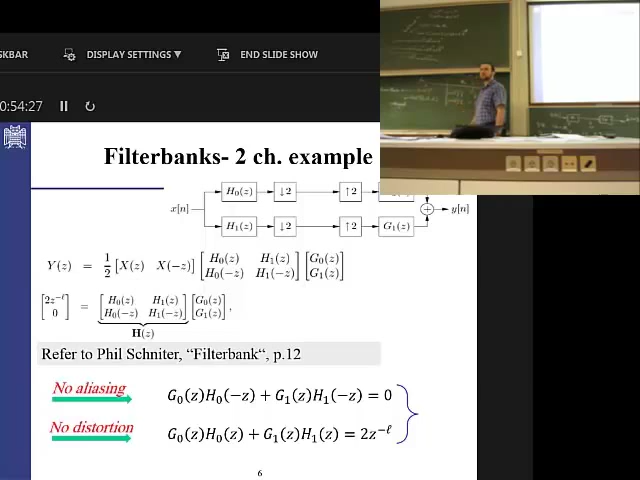 SKBAR
DISPLAY SETTINGS ▼
END SLIDE SHOW
0:54:27
Filterbanks- 2 ch. example
x[n]
H₀(z) ↓2 ↑2
H₁(z) ↓2 ↑2 G₁(z)
+ y[n]
Y(z) = 1/2 [X(z) X(−z)] [H₀(z) H₁(z)] [G₀(z)]
[H₀(−z) H₁(−z)] [G₁(z)]
[2z^−ℓ] = [H₀(z) H₁(z)] [G₀(z)]
[0] [H₀(−z) H₁(−z)] [G₁(z)],
H(z)
Refer to Phil Schniter, "Filterbank", p.12
No aliasing G₀(z)H₀(−z) + G₁(z)H₁(−z) = 0
No distortion G₀(z)H₀(z) + G₁(z)H₁(z) = 2z^−ℓ
6